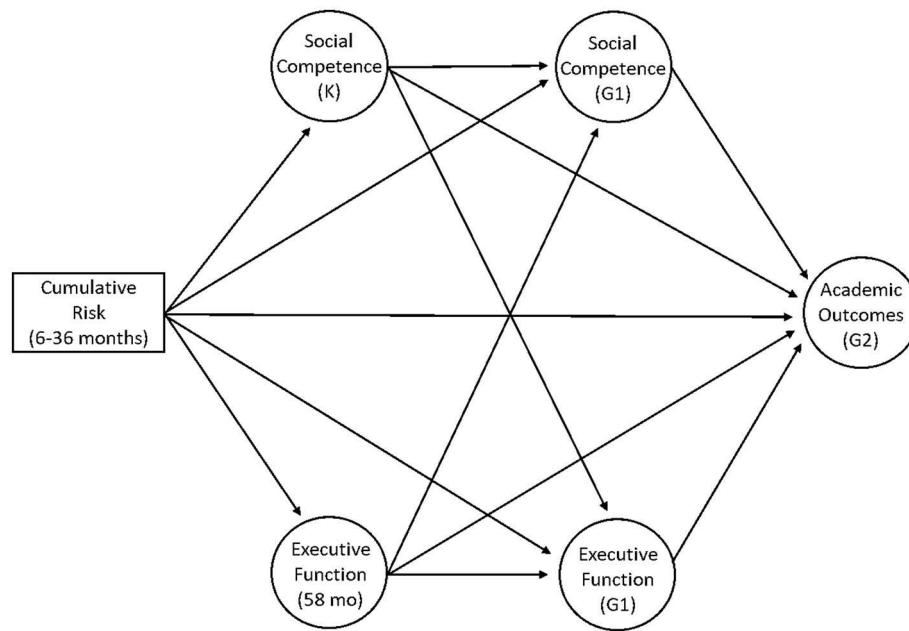 Social
Competence
(K)
Social
Competence
(G1)
Cumulative
Risk
(6-36 months)
Academic
Outcomes
(G2)
Executive
Function
(58 mo)
Executive
Function
(G1)